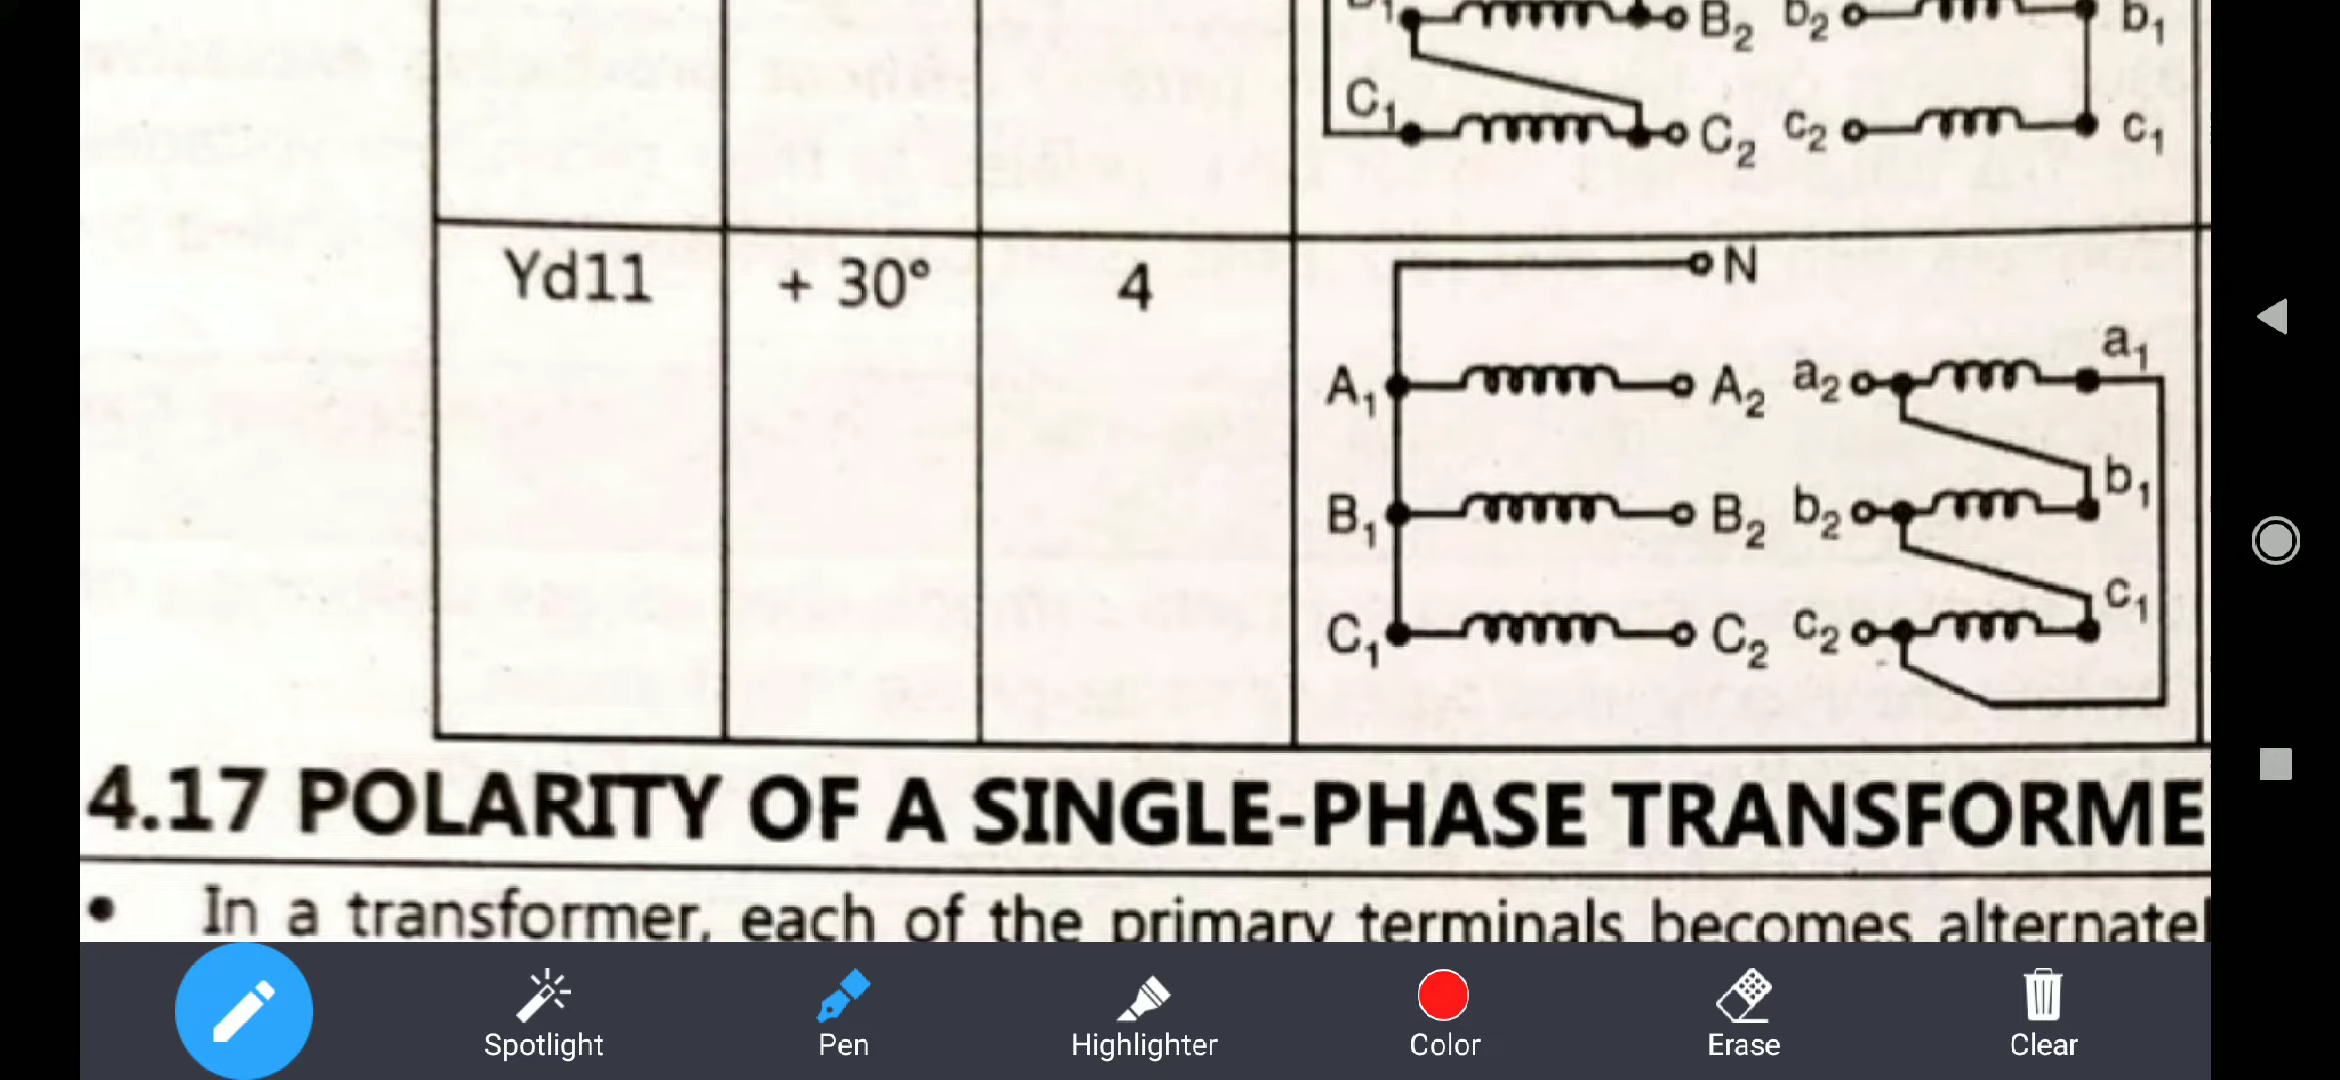 B₂ b₂ b₁
C₁ C₂ c₂ c₁
Yd11 + 30° 4
N
a₁
A₁ A₂ a₂
b₁
B₁ B₂ b₂
c₁
C₁ C₂ c₂
4.17 POLARITY OF A SINGLE-PHASE TRANSFORME
• In a transformer, each of the primary terminals becomes alternatel
Spotlight Pen Highlighter Color Erase Clear